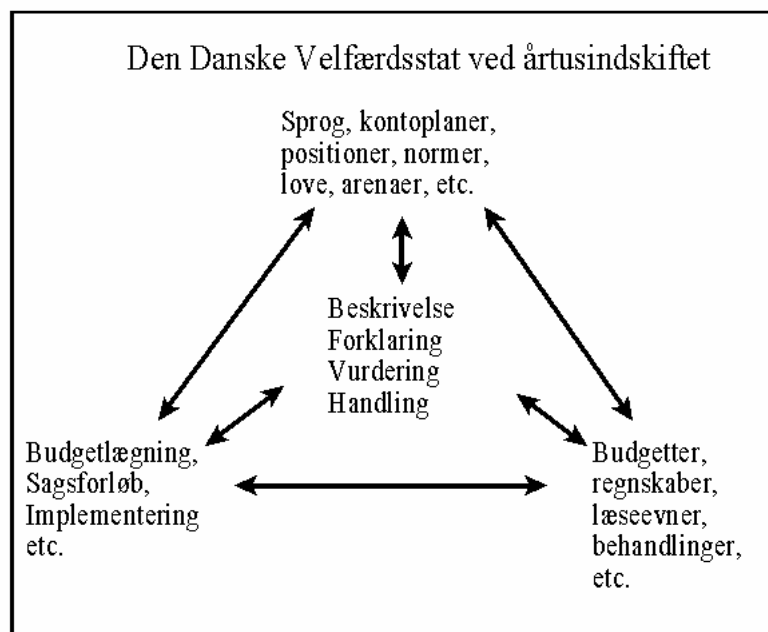 Den Danske Velfærdsstat ved årtusindskiftet
Sprog, kontoplaner,
positioner, normer,
love, arenaer, etc.
Beskrivelse
Forklaring
Vurdering
Handling
Budgetlægning,
Sagsforløb,
Implementering
etc.
Budgetter,
regnskaber,
læseevner,
behandlinger,
etc.